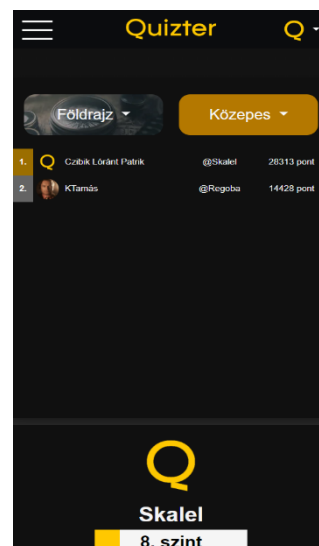 Quizter Q
Földrajz Közepes
1. Q Czibik Lóránt Patrik @Skalel 28313 pont
2. KTamás @Regoba 14428 pont
Q
Skalel
8. szint